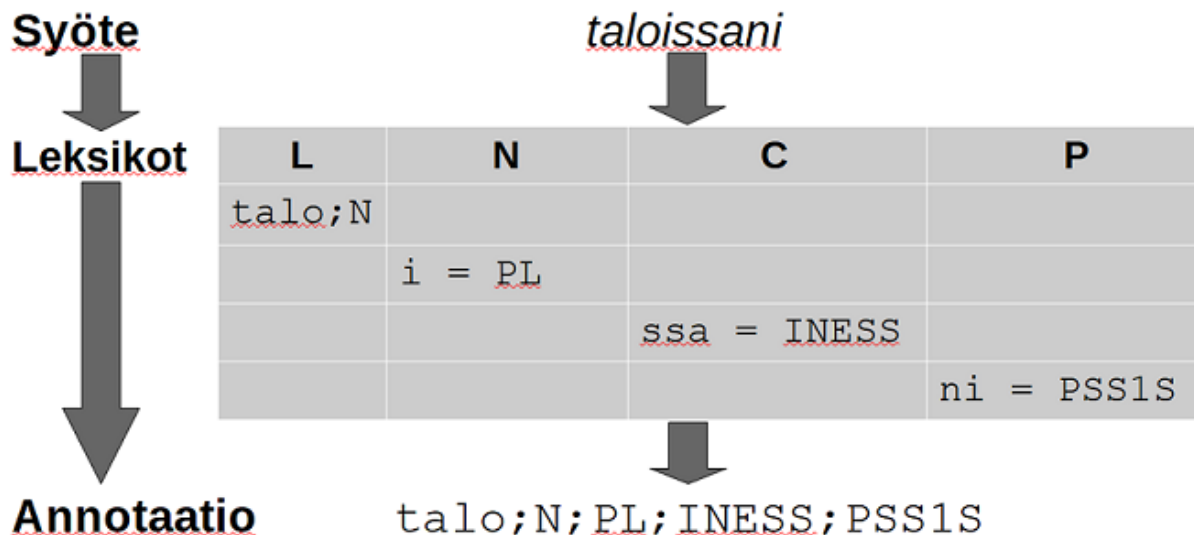 Syöte taloissani
Leksikot L N C P
talo;N
i = PL
ssa = INESS
ni = PSS1S
Annotaatio talo;N;PL;INESS;PSS1S